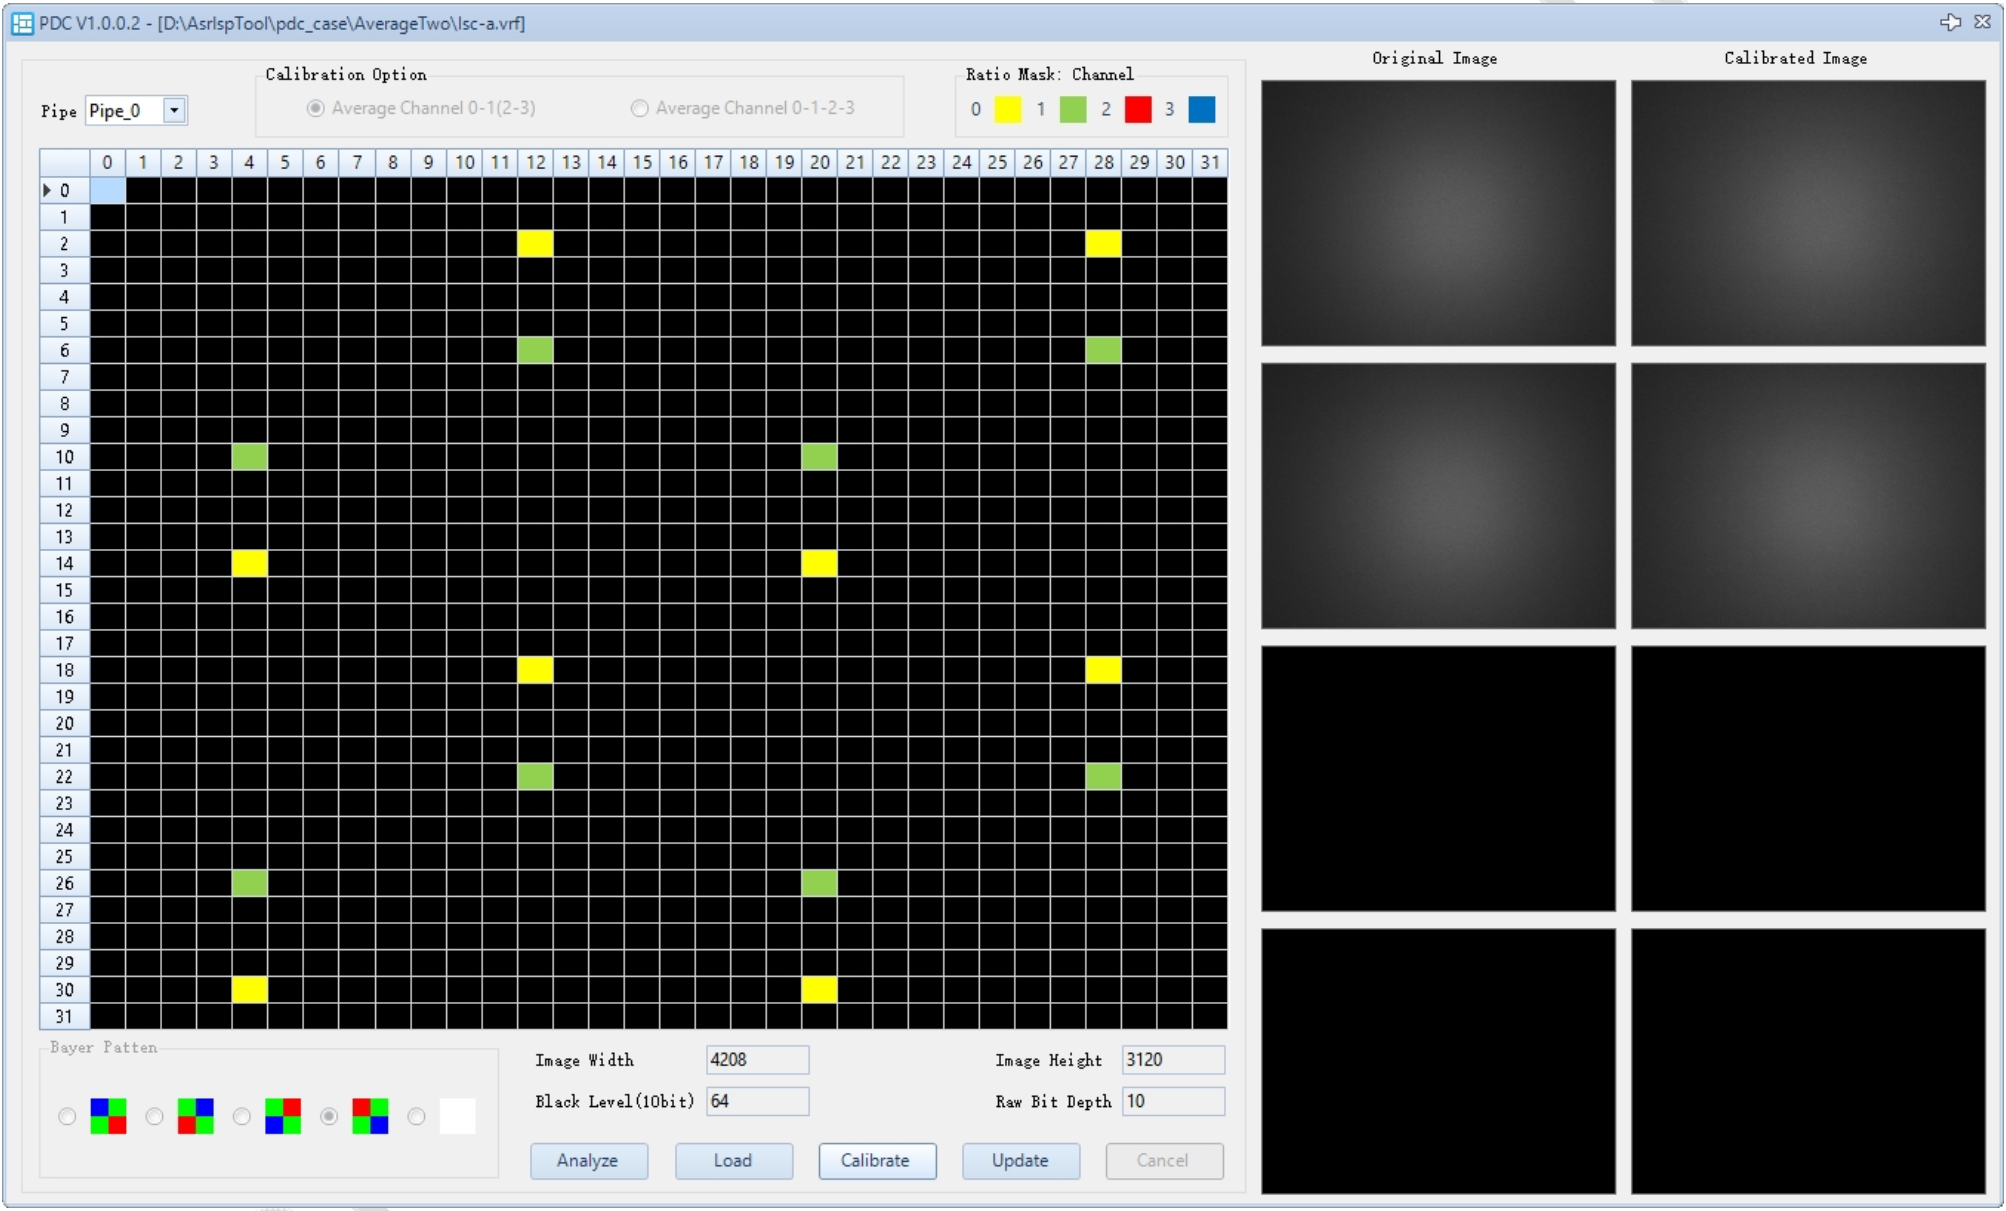 PDC V1.0.0.2 - [D:\AsrIspTool\pdc_case\AverageTwo\lsc-a.vrf]
Original Image
Calibrated Image
Calibration Option
Ratio Mask: Channel
Pipe Pipe_0
Average Channel 0-1(2-3)
Average Channel 0-1-2-3
0 1 2 3
0 1 2 3 4 5 6 7 8 9 10 11 12 13 14 15 16 17 18 19 20 21 22 23 24 25 26 27 28 29 30 31
0
1
2
3
4
5
6
7
8
9
10
11
12
13
14
15
16
17
18
19
20
21
22
23
24
25
26
27
28
29
30
31
Bayer Patten
Image Width 4208
Image Height 3120
Black Level(10bit) 64
Raw Bit Depth 10
Analyze
Load
Calibrate
Update
Cancel